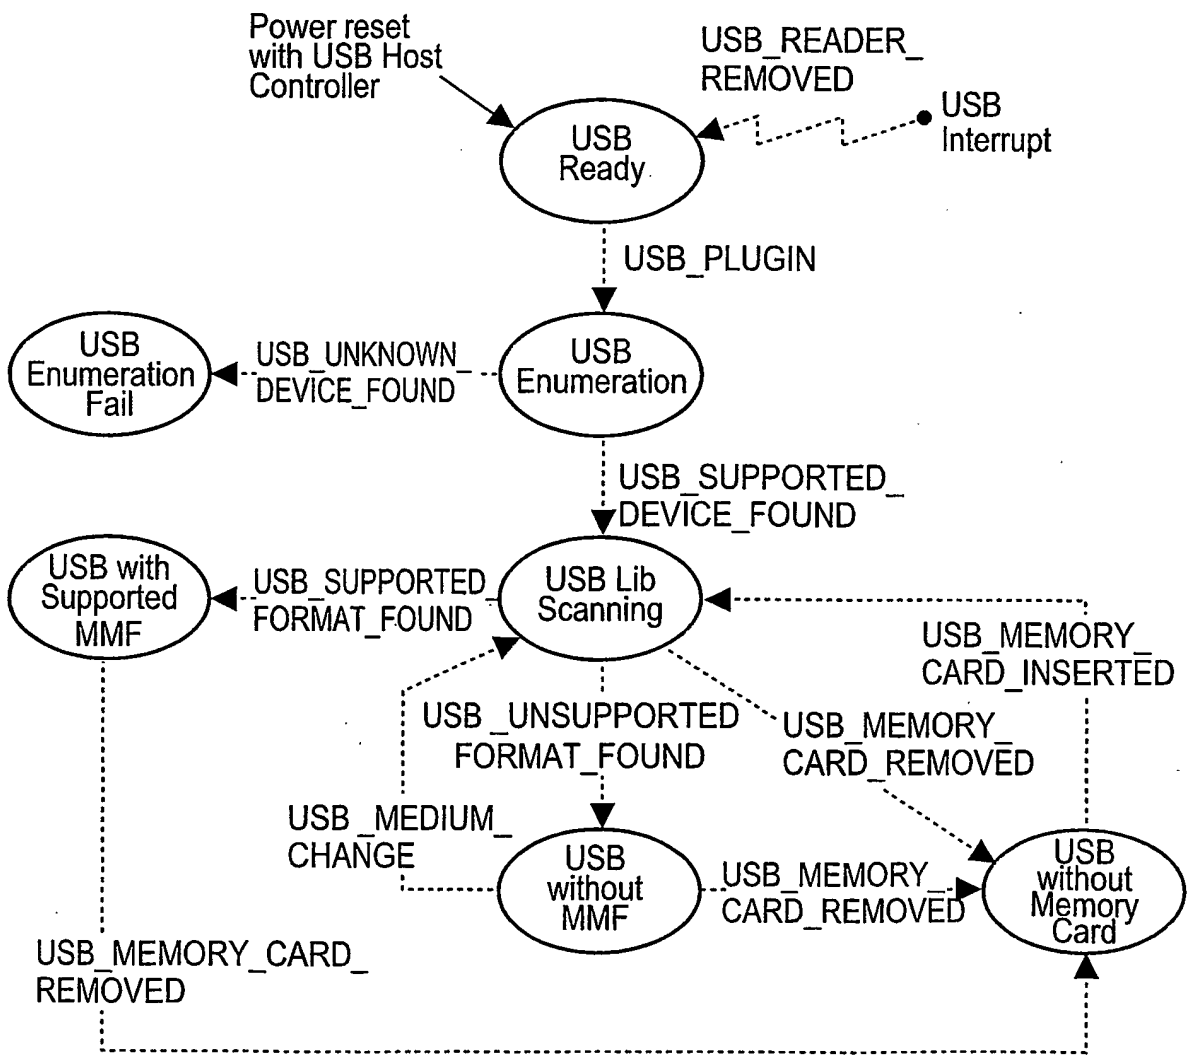 Power reset
with USB Host
Controller
USB_READER_
REMOVED
USB
Interrupt
USB
Ready
USB_PLUGIN
USB
Enumeration
Fail
USB_UNKNOWN_
DEVICE_FOUND
USB
Enumeration
USB_SUPPORTED_
DEVICE_FOUND
USB with
Supported
MMF
USB_SUPPORTED_
FORMAT_FOUND
USB Lib
Scanning
USB_MEMORY_
CARD_INSERTED
USB _UNSUPPORTED
FORMAT_FOUND
USB_MEMORY_
CARD_REMOVED
USB _MEDIUM_
CHANGE
USB
without
MMF
USB_MEMORY_
CARD_REMOVED
USB
without
Memory
Card
USB_MEMORY_CARD_
REMOVED